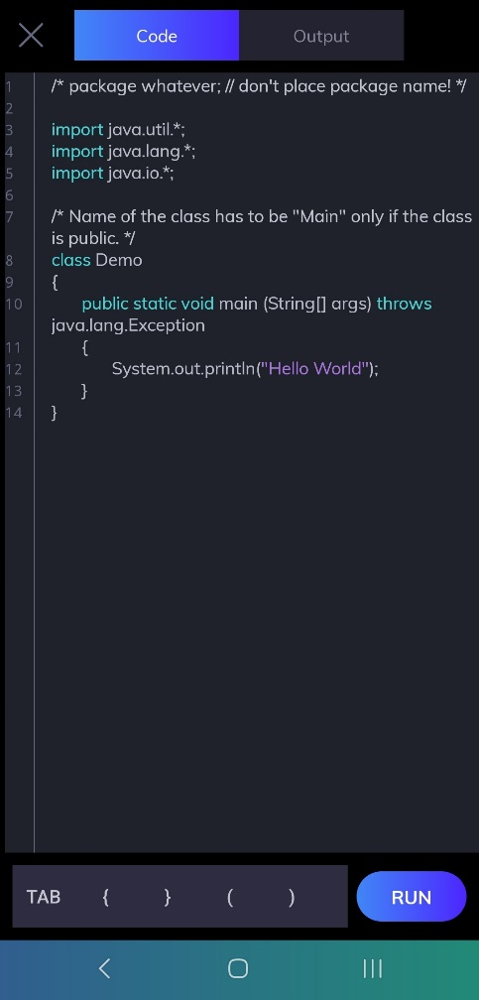 Code Output
1 /* package whatever; // don't place package name! */
2
3 import java.util.*;
4 import java.lang.*;
5 import java.io.*;
6
7 /* Name of the class has to be "Main" only if the class
is public. */
8 class Demo
9 {
10 public static void main (String[] args) throws
java.lang.Exception
11 {
12 System.out.println("Hello World");
13 }
14 }
TAB { } ( ) RUN